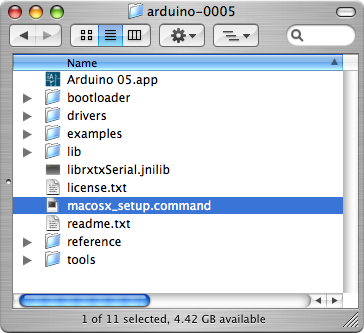 arduino-0005
Name
Arduino 05.app
bootloader
drivers
examples
lib
librxtxSerial.jnilib
license.txt
macosx_setup.command
readme.txt
reference
tools
1 of 11 selected, 4.42 GB available